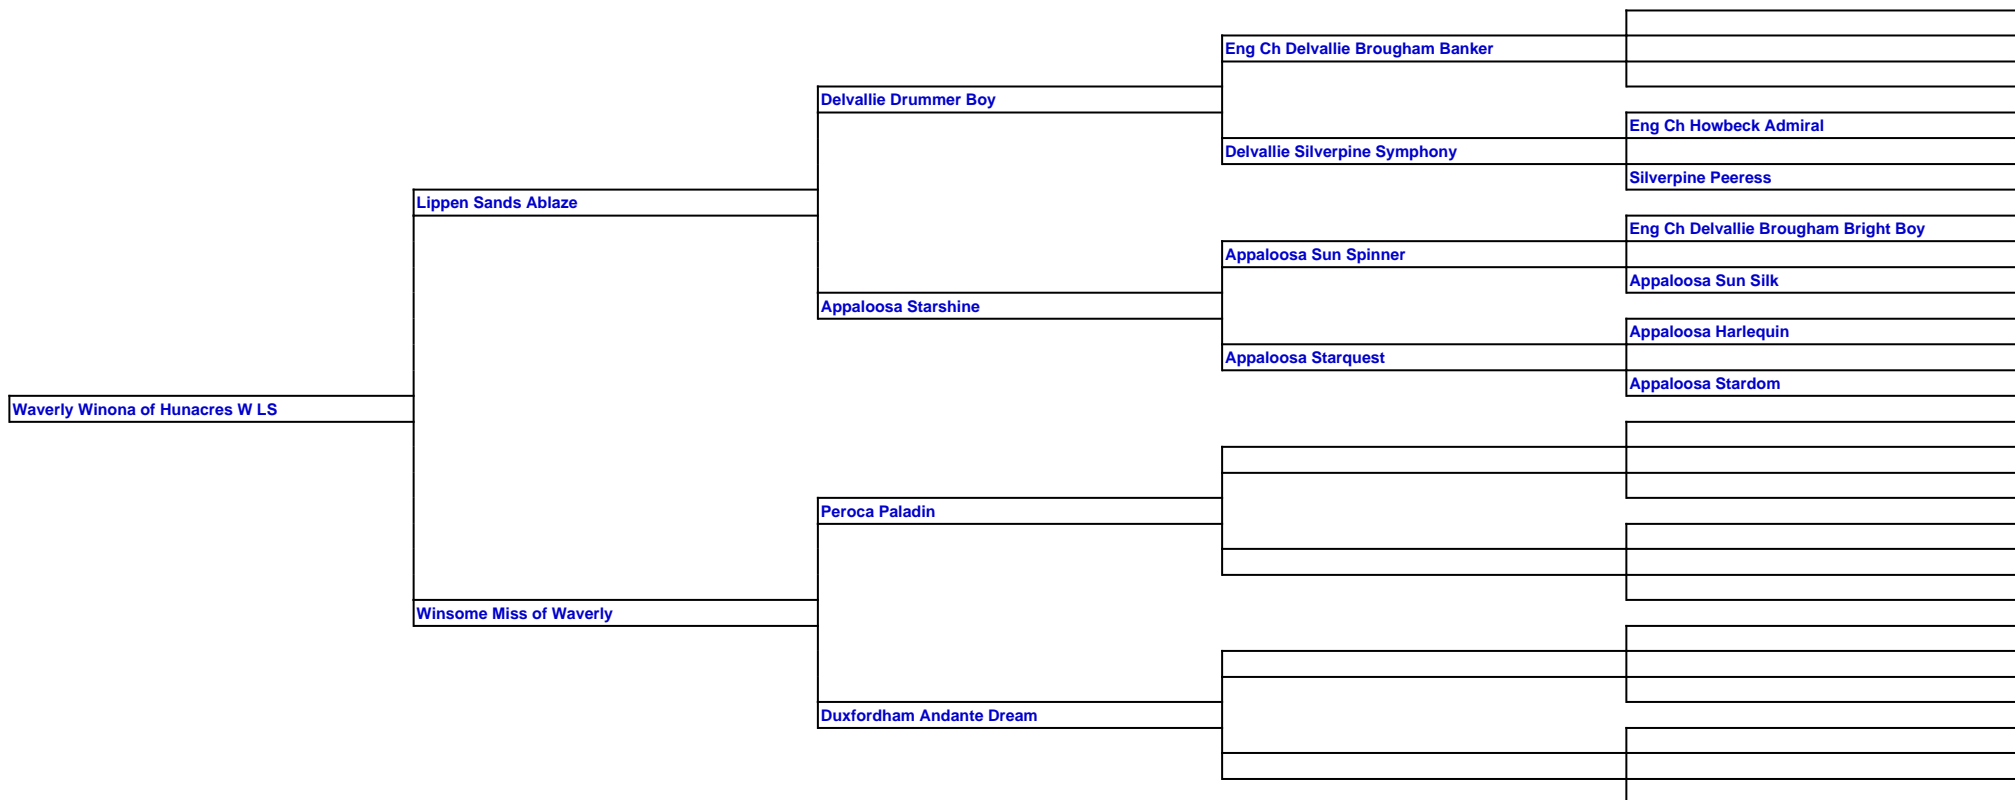 Eng Ch Delvallie Brougham Banker
Delvallie Drummer Boy
Eng Ch Howbeck Admiral
Delvallie Silverpine Symphony
Silverpine Peeress
Lippen Sands Ablaze
Eng Ch Delvallie Brougham Bright Boy
Appaloosa Sun Spinner
Appaloosa Sun Silk
Appaloosa Starshine
Appaloosa Harlequin
Appaloosa Starquest
Appaloosa Stardom
Waverly Winona of Hunacres W LS
Peroca Paladin
Winsome Miss of Waverly
Duxfordham Andante Dream